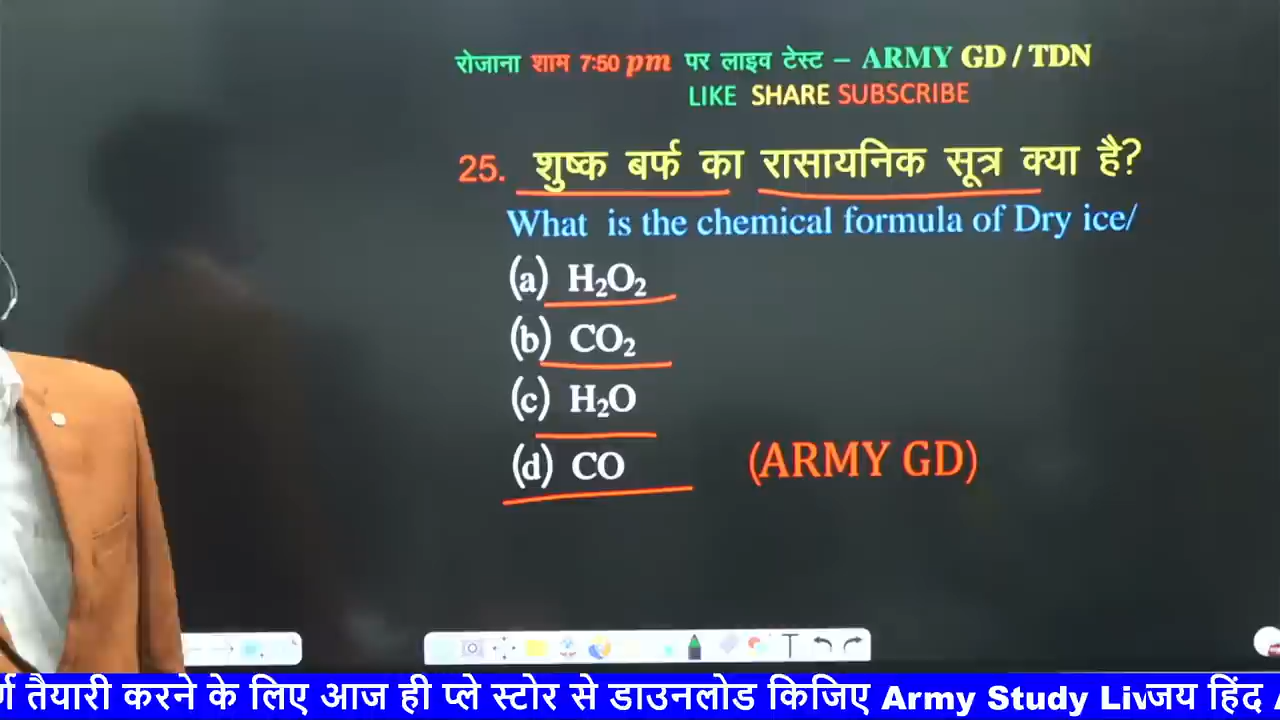 रोजाना शाम 7:50 pm पर लाइव टेस्ट – ARMY GD / TDN
LIKE SHARE SUBSCRIBE
25. शुष्क बर्फ का रासायनिक सूत्र क्या है?
What is the chemical formula of Dry ice/
(a) H₂O₂
(b) CO₂
(c) H₂O
(d) CO
(ARMY GD)
तैयारी करने के लिए आज ही प्ले स्टोर से डाउनलोड किजिए Army Study Liv जय हिंद